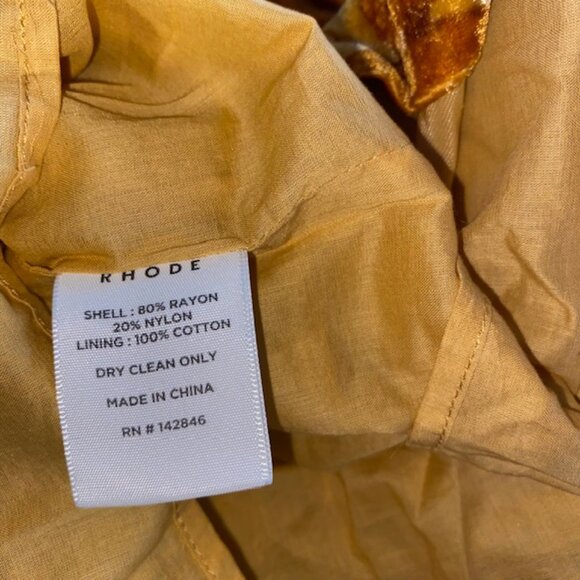 RHODE
SHELL : 80% RAYON
20% NYLON
LINING : 100% COTTON
DRY CLEAN ONLY
MADE IN CHINA
RN # 142846